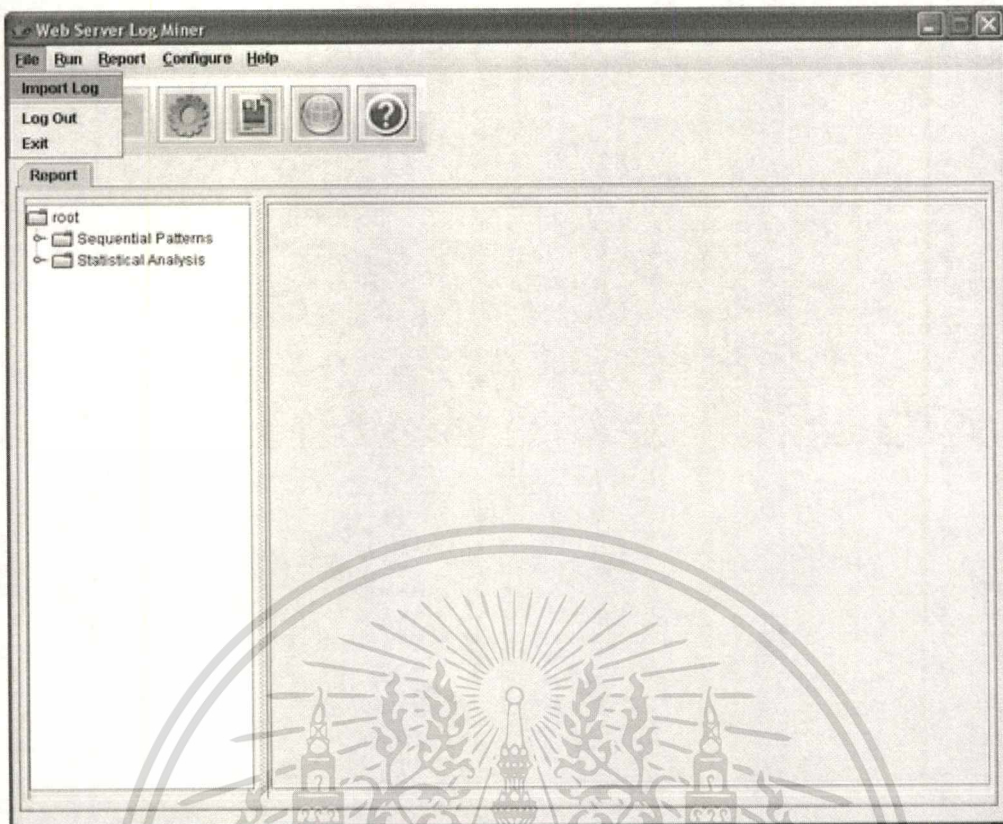 Web Server Log Miner
File Run Report Configure Help
Import Log
Log Out
Exit
?
Report
root
Sequential Patterns
Statistical Analysis